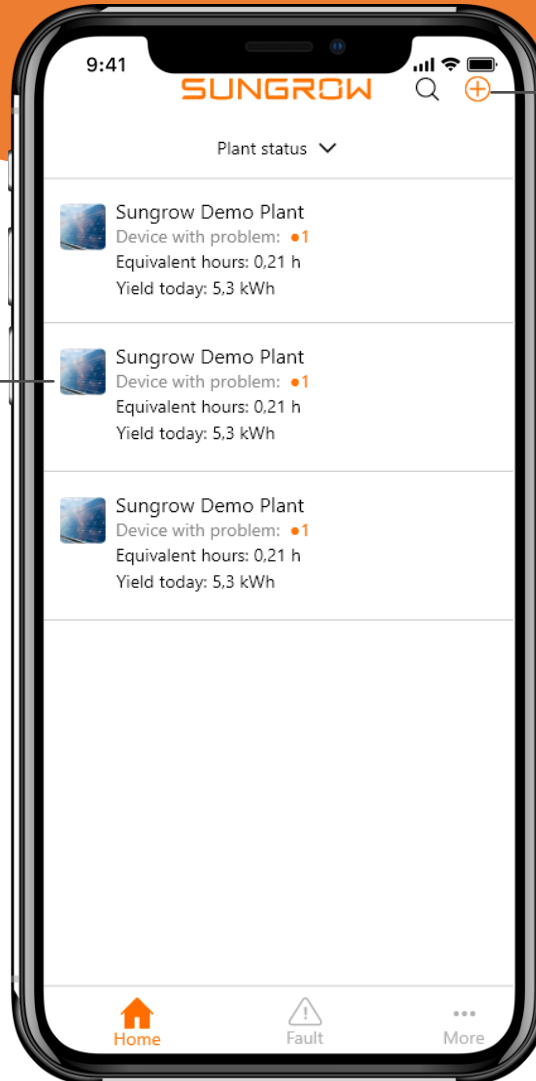 9:41
SUNGROW
Plant status
Sungrow Demo Plant
Device with problem: •1
Equivalent hours: 0,21 h
Yield today: 5,3 kWh
Sungrow Demo Plant
Device with problem: •1
Equivalent hours: 0,21 h
Yield today: 5,3 kWh
Sungrow Demo Plant
Device with problem: •1
Equivalent hours: 0,21 h
Yield today: 5,3 kWh
Home Fault More